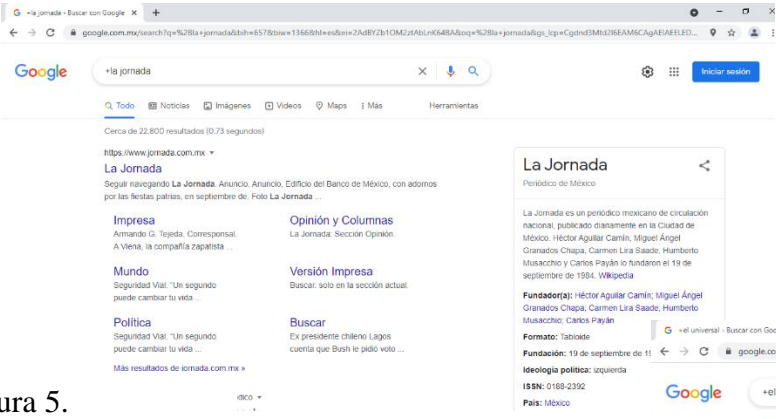 +la jornada - Buscar con Google
google.com.mx/search?q=%2Bla+jornada&bih=657&biw=1366&hl=es&ei=
Google
+la jornada
Iniciar sesión
Todo
Noticias
Imágenes
Videos
Maps
Más
Herramientas
Cerca de 22,800 resultados (0.73 segundos)
https://www.jornada.com.mx
La Jornada
Seguir navegando La Jornada. Anuncio, Anuncio, Edificio del Banco de México, con adornos
por las fiestas patrias, en septiembre de. Foto La Jornada ...
Impresa
Armando G. Tejeda, Corresponsal.
A Viena, la compañía zapatista ...
Opinión y Columnas
La Jornada: Sección Opinión.
Mundo
Seguridad Vial. "Un segundo
puede cambiar tu vida ...
Versión Impresa
Buscar. solo en la sección actual.
Política
Seguridad Vial. "Un segundo
puede cambiar tu vida ...
Buscar
Ex presidente chileno Lagos
cuenta que Bush le pidió voto ...
Más resultados de jornada.com.mx »
La Jornada
Periódico de México
La Jornada es un periódico mexicano de circulación
nacional, publicado diariamente en la Ciudad de
México. Héctor Aguilar Camín, Miguel Ángel
Granados Chapa, Carmen Lira Saade, Humberto
Musacchio y Carlos Payán lo fundaron el 19 de
septiembre de 1984. Wikipedia
Fundador(a): Héctor Aguilar Camín; Miguel Ángel
Granados Chapa; Carmen Lira Saade; Humberto
Musacchio; Carlos Payán
Formato: Tabloide
Fundación: 19 de septiembre de 1
Ideología política: izquierda
ISSN: 0188-2392
País: México
+el universal - Buscar con Goo
google.co
Google
+el
ura 5.
dico